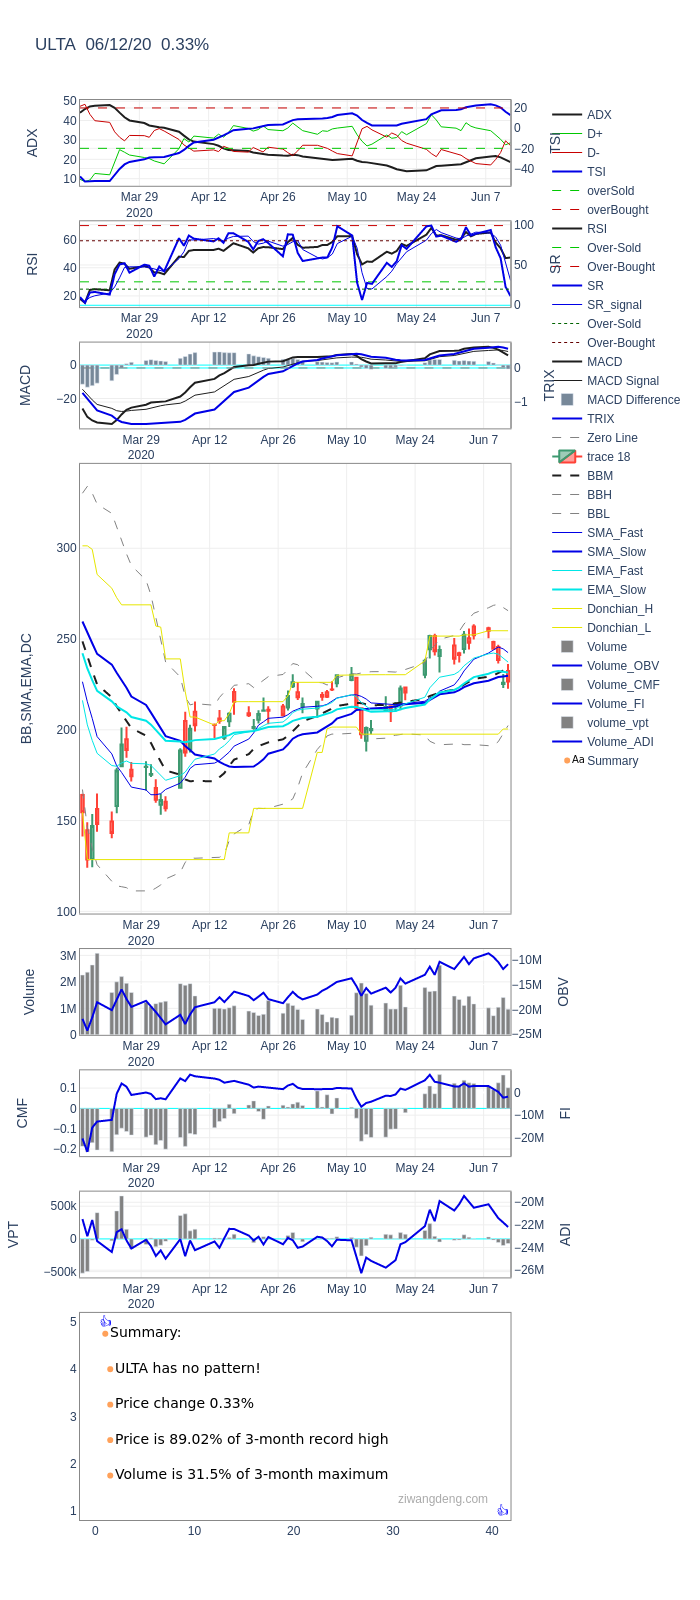 ULTA 06/12/20 0.33%
ADX
50
40
30
20
10
20
0
−20
−40
TSI
Mar 29
2020
Apr 12
Apr 26
May 10
May 24
Jun 7
RSI
60
40
20
100
50
0
SR
Mar 29
2020
Apr 12
Apr 26
May 10
May 24
Jun 7
MACD
0
−20
0
−1
TRIX
Mar 29
2020
Apr 12
Apr 26
May 10
May 24
Jun 7
BB,SMA,EMA,DC
300
250
200
150
100
Mar 29
2020
Apr 12
Apr 26
May 10
May 24
Jun 7
Volume
3M
2M
1M
0
−10M
−15M
−20M
−25M
OBV
Mar 29
2020
Apr 12
Apr 26
May 10
May 24
Jun 7
CMF
0.1
0
−0.1
−0.2
0
−10M
−20M
FI
Mar 29
2020
Apr 12
Apr 26
May 10
May 24
Jun 7
VPT
500k
0
−500k
−20M
−22M
−24M
−26M
ADI
Mar 29
2020
Apr 12
Apr 26
May 10
May 24
Jun 7
5
4
3
2
1
👍
Summary:
ULTA has no pattern!
Price change 0.33%
Price is 89.02% of 3-month record high
Volume is 31.5% of 3-month maximum
ziwangdeng.com
👍
0
10
20
30
40
ADX
D+
D-
TSI
overSold
overBought
RSI
Over-Sold
Over-Bought
SR
SR_signal
Over-Sold
Over-Bought
MACD
MACD Signal
MACD Difference
TRIX
Zero Line
trace 18
BBM
BBH
BBL
SMA_Fast
SMA_Slow
EMA_Fast
EMA_Slow
Donchian_H
Donchian_L
Volume
Volume_OBV
Volume_CMF
Volume_FI
volume_vpt
Volume_ADI
Aa Summary